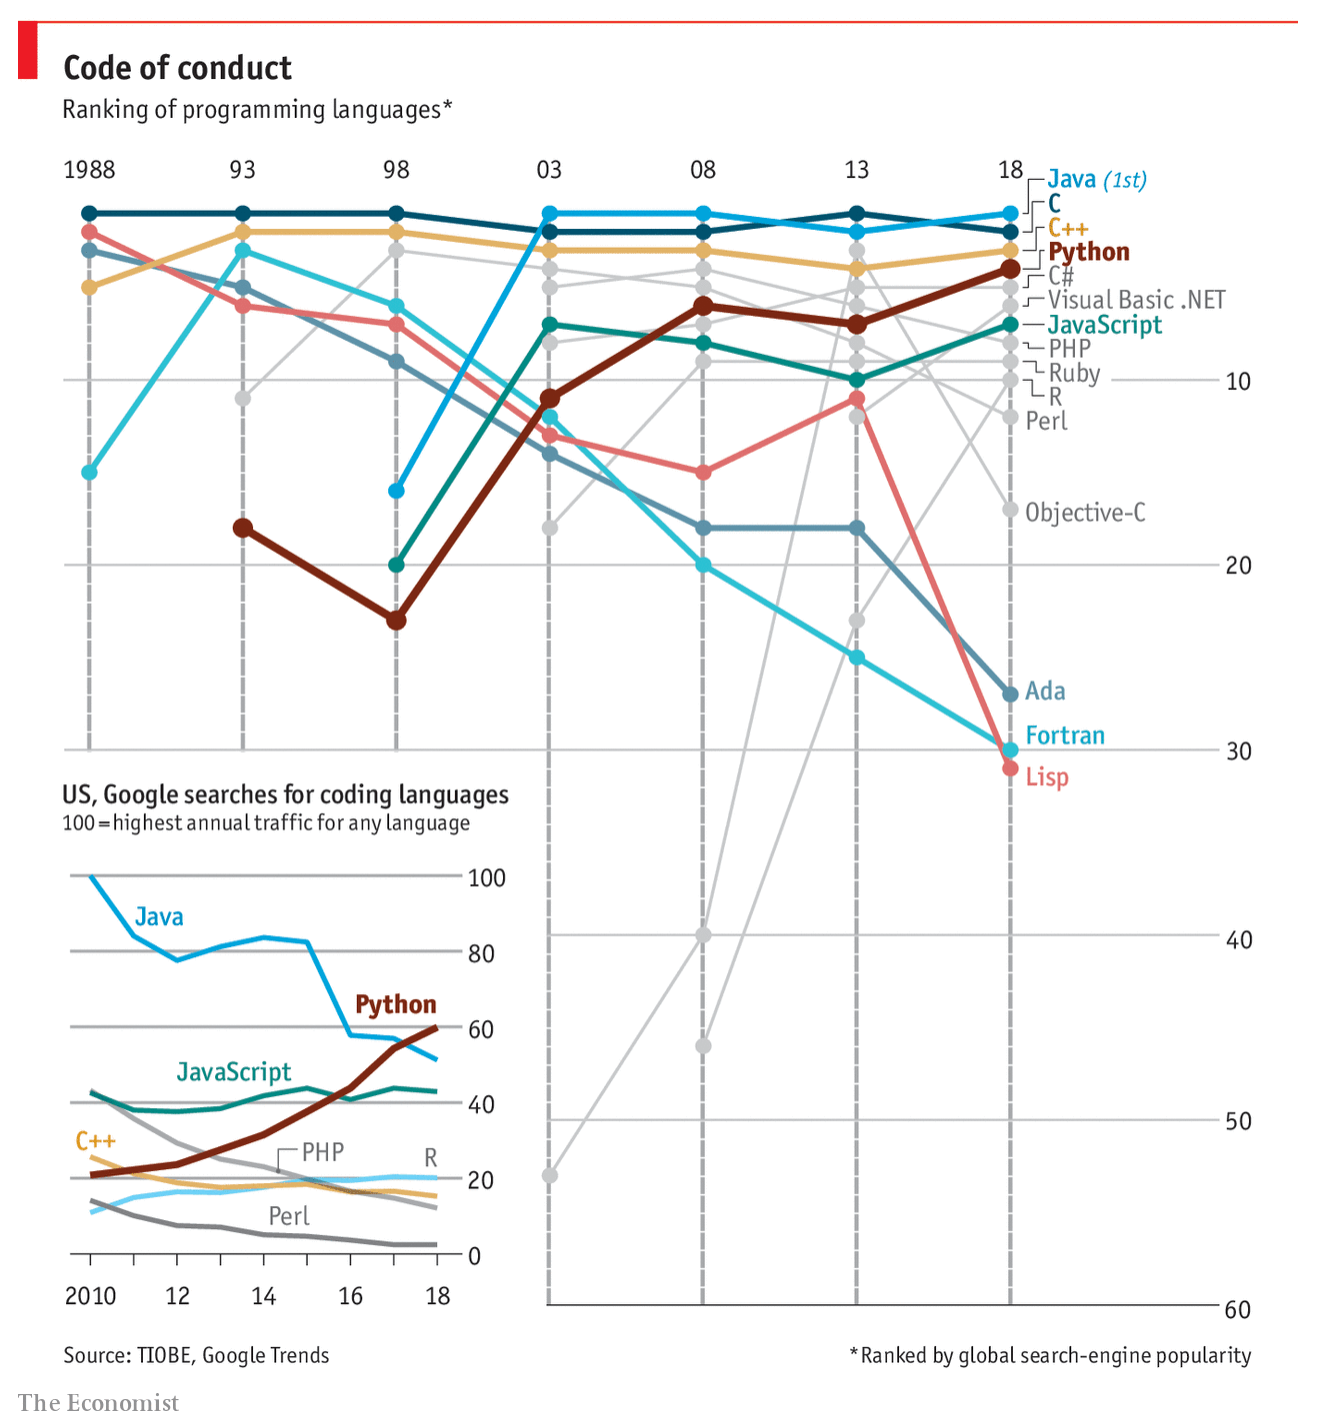 Code of conduct
Ranking of programming languages*
1988 93 98 03 08 13 18
Java (1st)
C
C++
Python
C#
Visual Basic .NET
JavaScript
PHP
Ruby
10
R
Perl
Objective-C
20
Ada
Fortran
30
Lisp
40
50
60
US, Google searches for coding languages
100=highest annual traffic for any language
100
Java
80
Python
60
JavaScript
40
C++
PHP
R
20
Perl
0
2010 12 14 16 18
Source: TIOBE, Google Trends
*Ranked by global search-engine popularity
The Economist